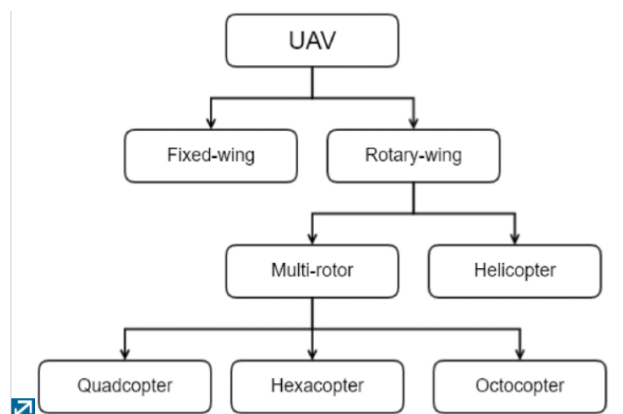 UAV
Fixed-wing
Rotary-wing
Multi-rotor
Helicopter
Quadcopter
Hexacopter
Octocopter